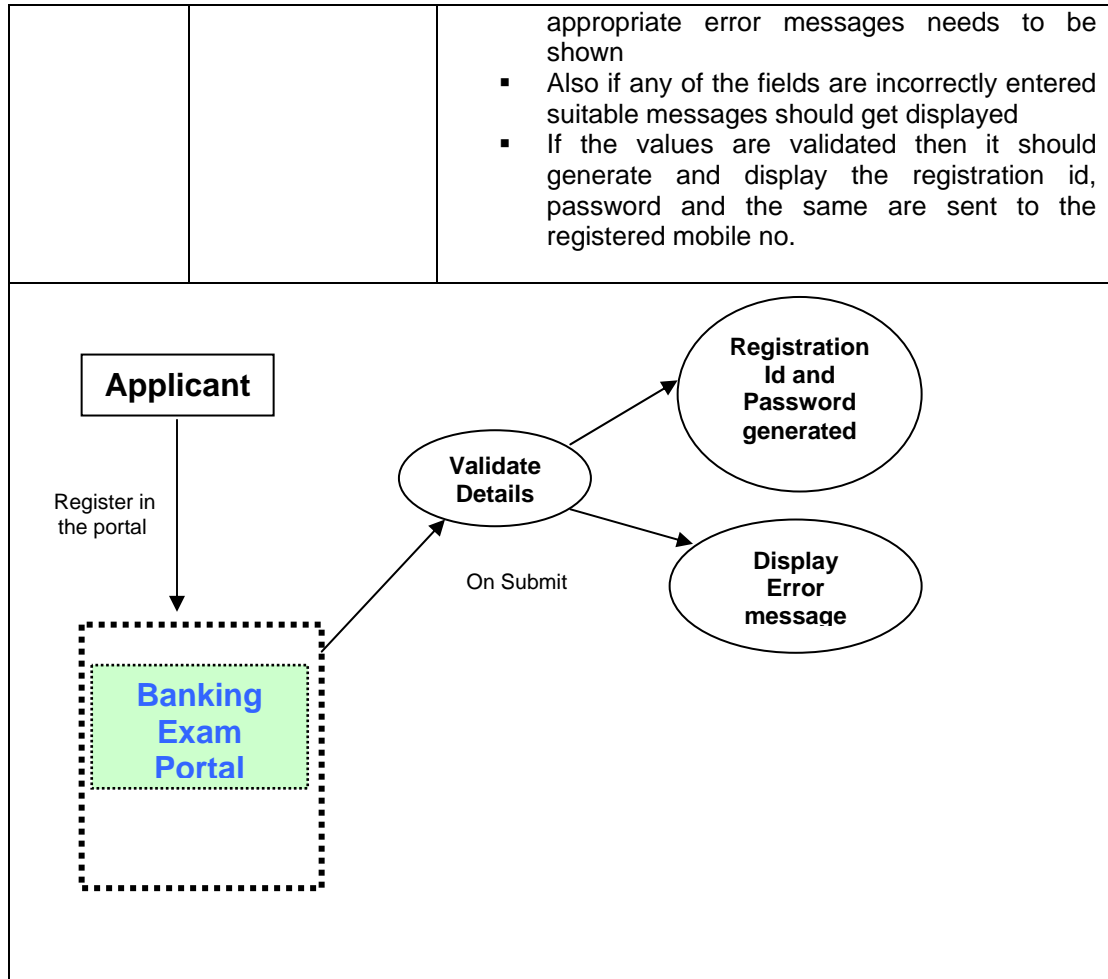 appropriate error messages needs to be
shown
▪ Also if any of the fields are incorrectly entered
suitable messages should get displayed
▪ If the values are validated then it should
generate and display the registration id,
password and the same are sent to the
registered mobile no.
Applicant
Registration
Id and
Password
generated
Validate
Details
Register in
the portal
On Submit
Display
Error
message
Banking
Exam
Portal